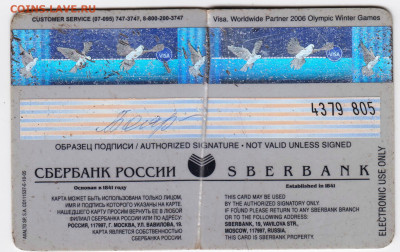 COINS.LAVE.RU
CUSTOMER SERVICE (07-095) 747-3747, 8-800-200-3747
Visa, Worldwide Partner 2006 Olympic Winter Games
VISA
VISA
4379 805
ОБРАЗЕЦ ПОДПИСИ / AUTHORIZED SIGNATURE • NOT VALID UNLESS SIGNED
СБЕРБАНК РОССИИ
SBERBANK
Основан в 1841 году
Established in 1841
КАРТА МОЖЕТ БЫТЬ ИСПОЛЬЗОВАНА ТОЛЬКО ЛИЦОМ,
ИМЯ И ПОДПИСЬ КОТОРОГО УКАЗАНЫ НА КАРТЕ.
НАШЕДШЕГО КАРТУ ПРОСИМ ВЕРНУТЬ ЕЕ В ЛЮБОЙ
ФИЛИАЛ СБЕРБАНКА РОССИИ ИЛИ ПО АДРЕСУ:
РОССИЯ, 117997, Г. МОСКВА, УЛ. ВАВИЛОВА, 19.
КАРТА ЯВЛЯЕТСЯ СОБСТВЕННОСТЬЮ
СБЕРБАНКА РОССИИ.
THIS CARD MAY BE USED
BY THE AUTHORIZED SIGNATORY ONLY.
IF FOUND PLEASE RETURN TO ANY SBERBANK BRANCH
OR TO THE FOLLOWING ADDRESS:
SBERBANK, 19, VAVILOVA STR.,
MOSCOW, 117997, RUSSIA.
THIS CARD IS SBERBANK PROPERTY.
ELECTRONIC USE ONLY